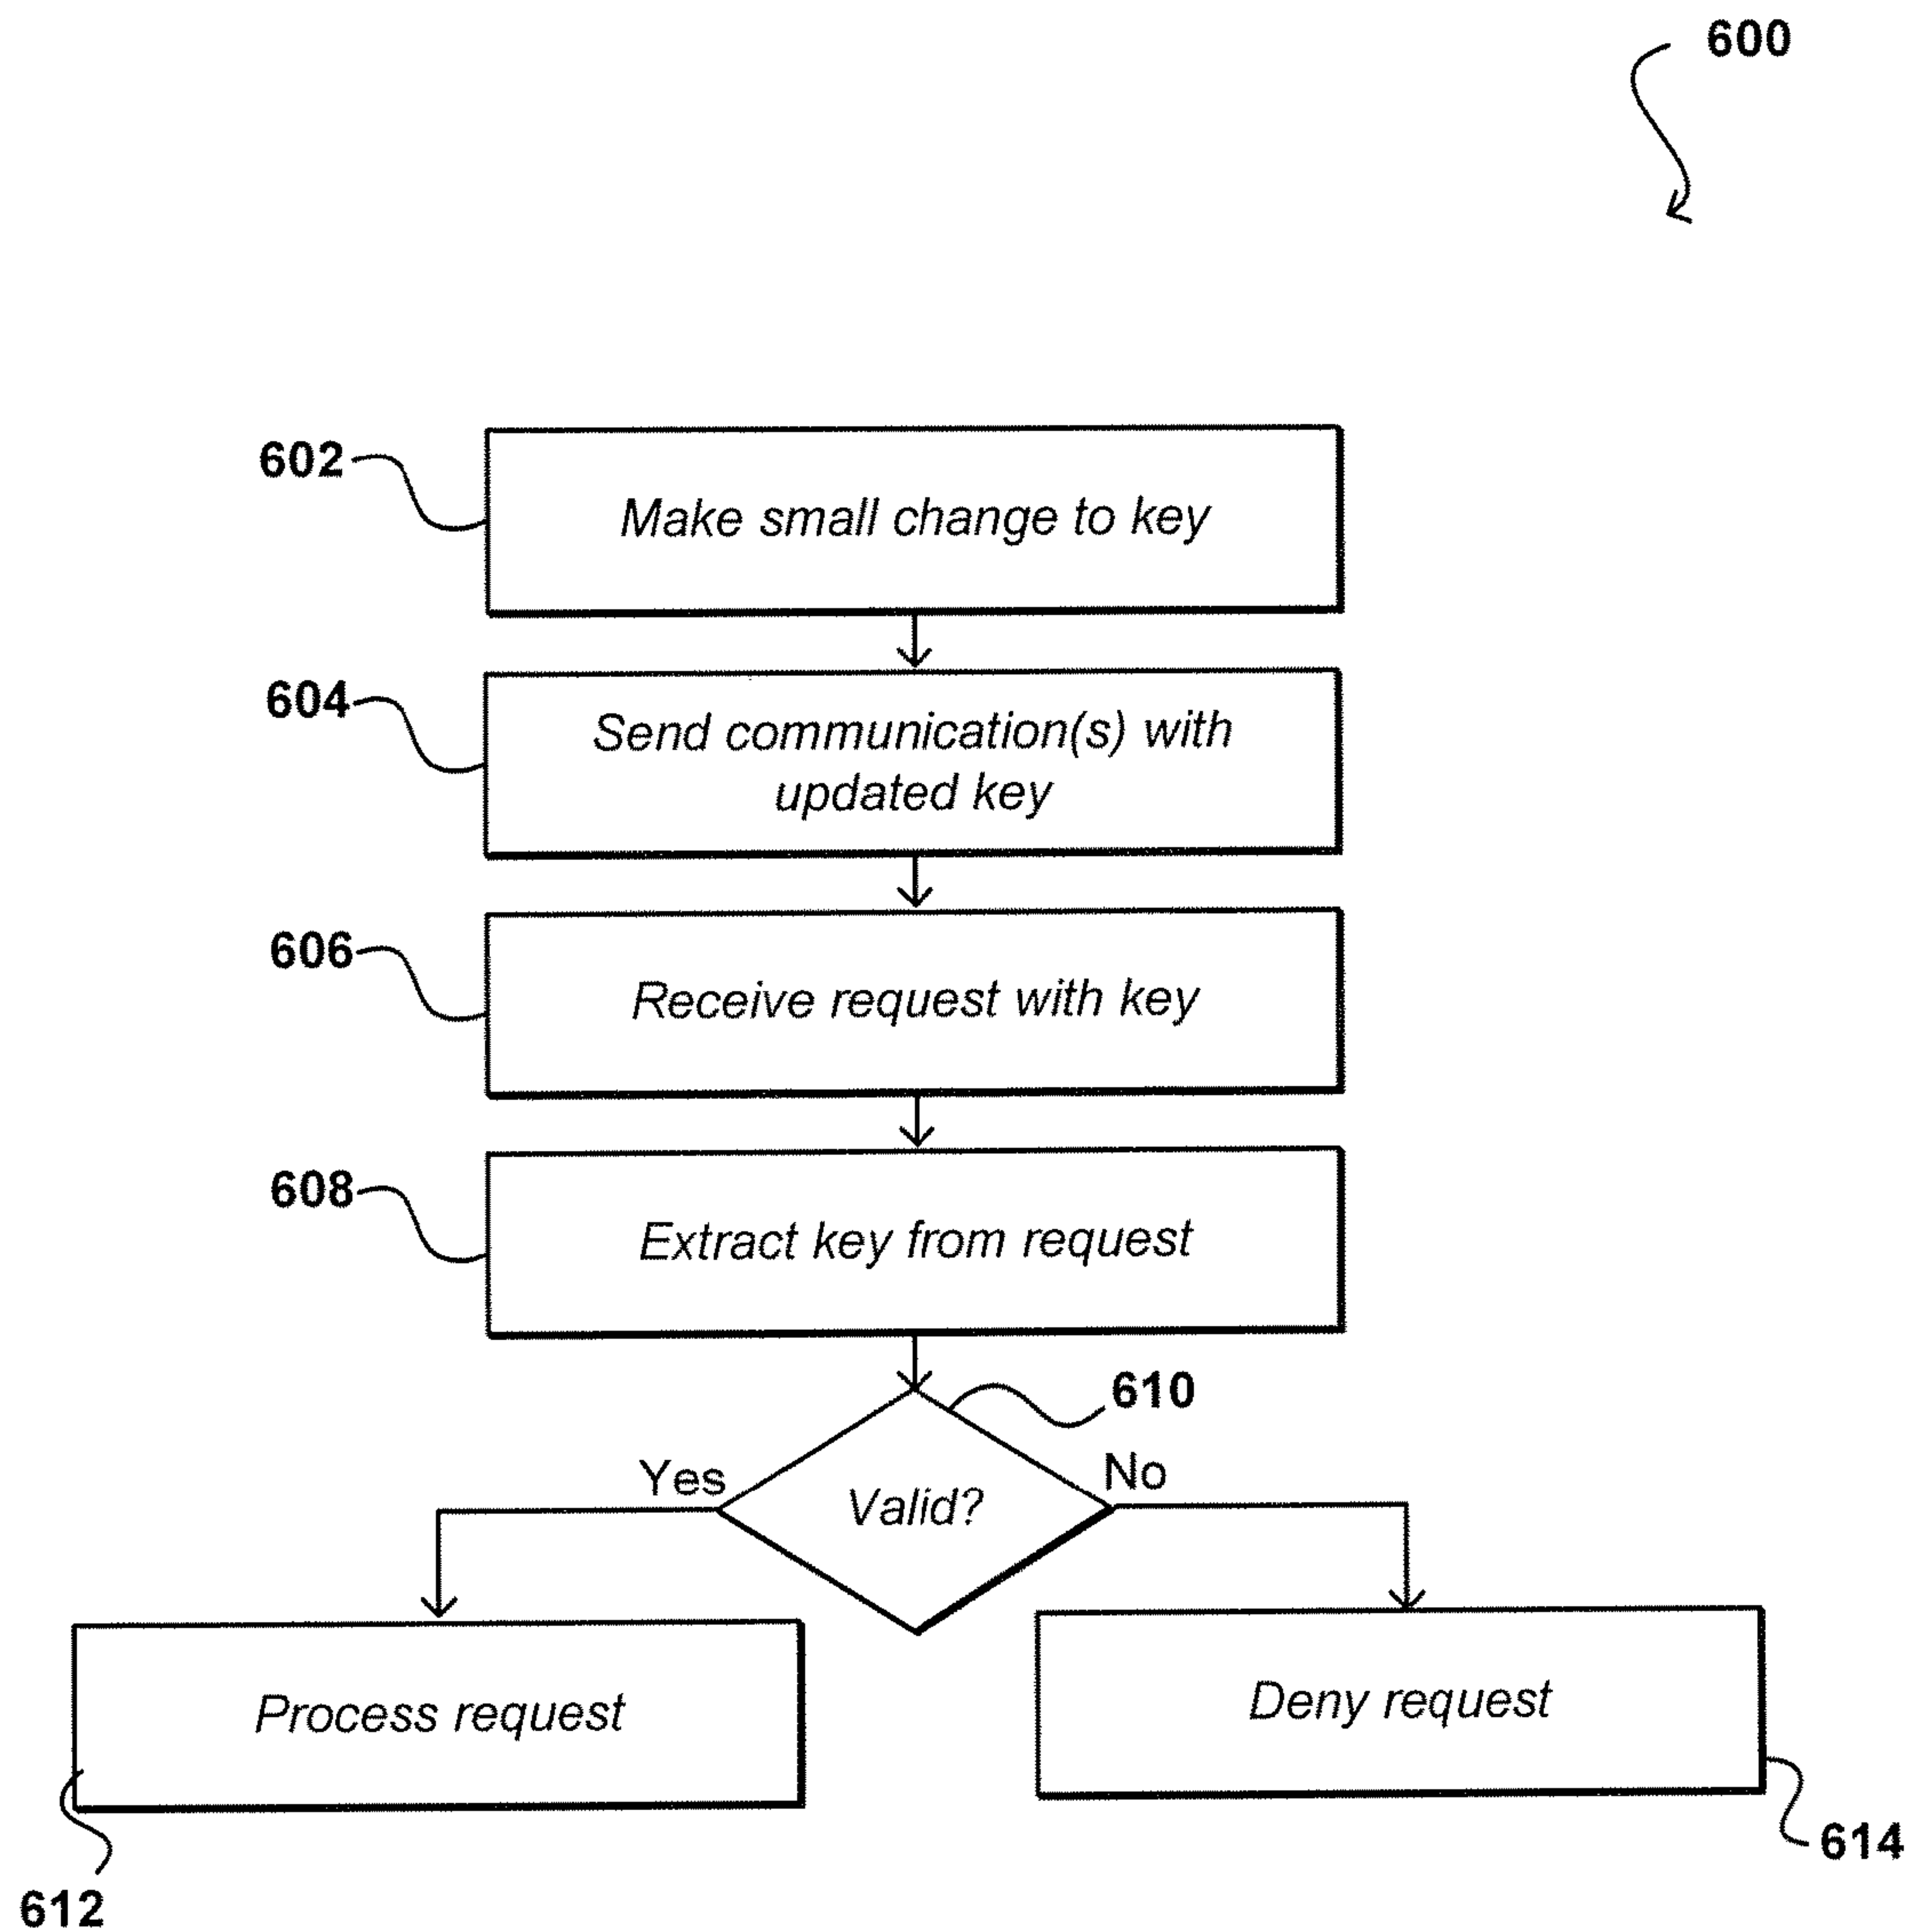 600
602
Make small change to key
604
Send communication(s) with
updated key
606
Receive request with key
608
Extract key from request
610
Yes
No
Valid?
Process request
Deny request
612
614